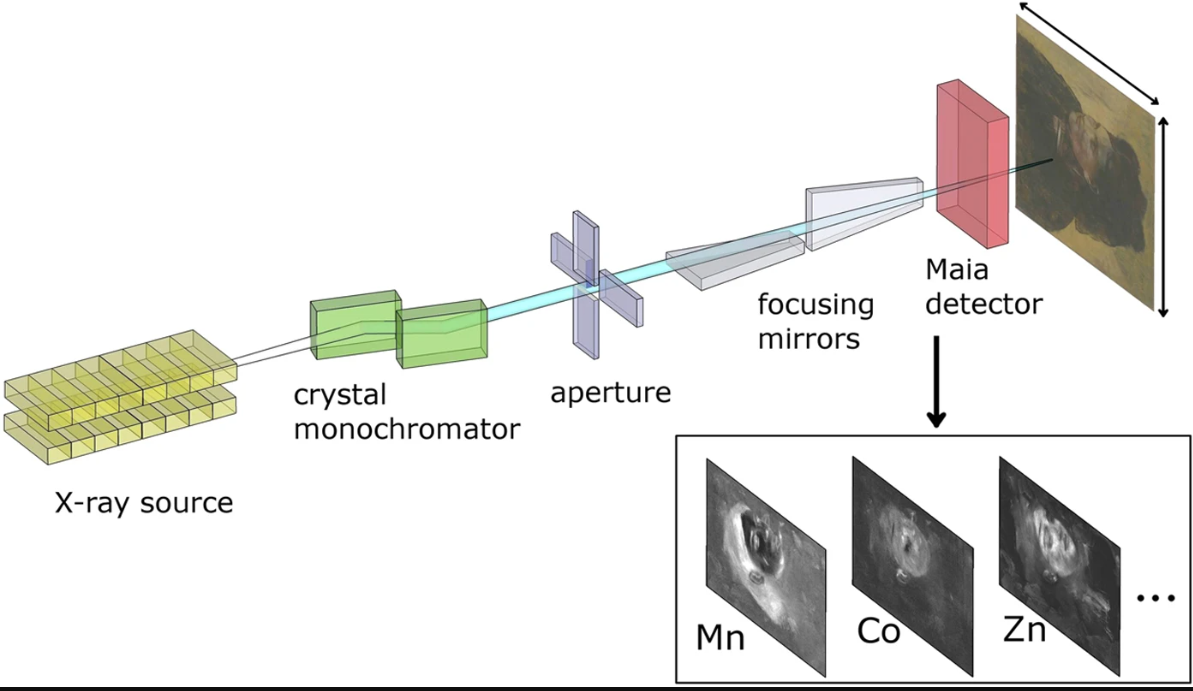 X-ray source
crystal
monochromator
aperture
focusing
mirrors
Maia
detector
Mn
Co
Zn
...